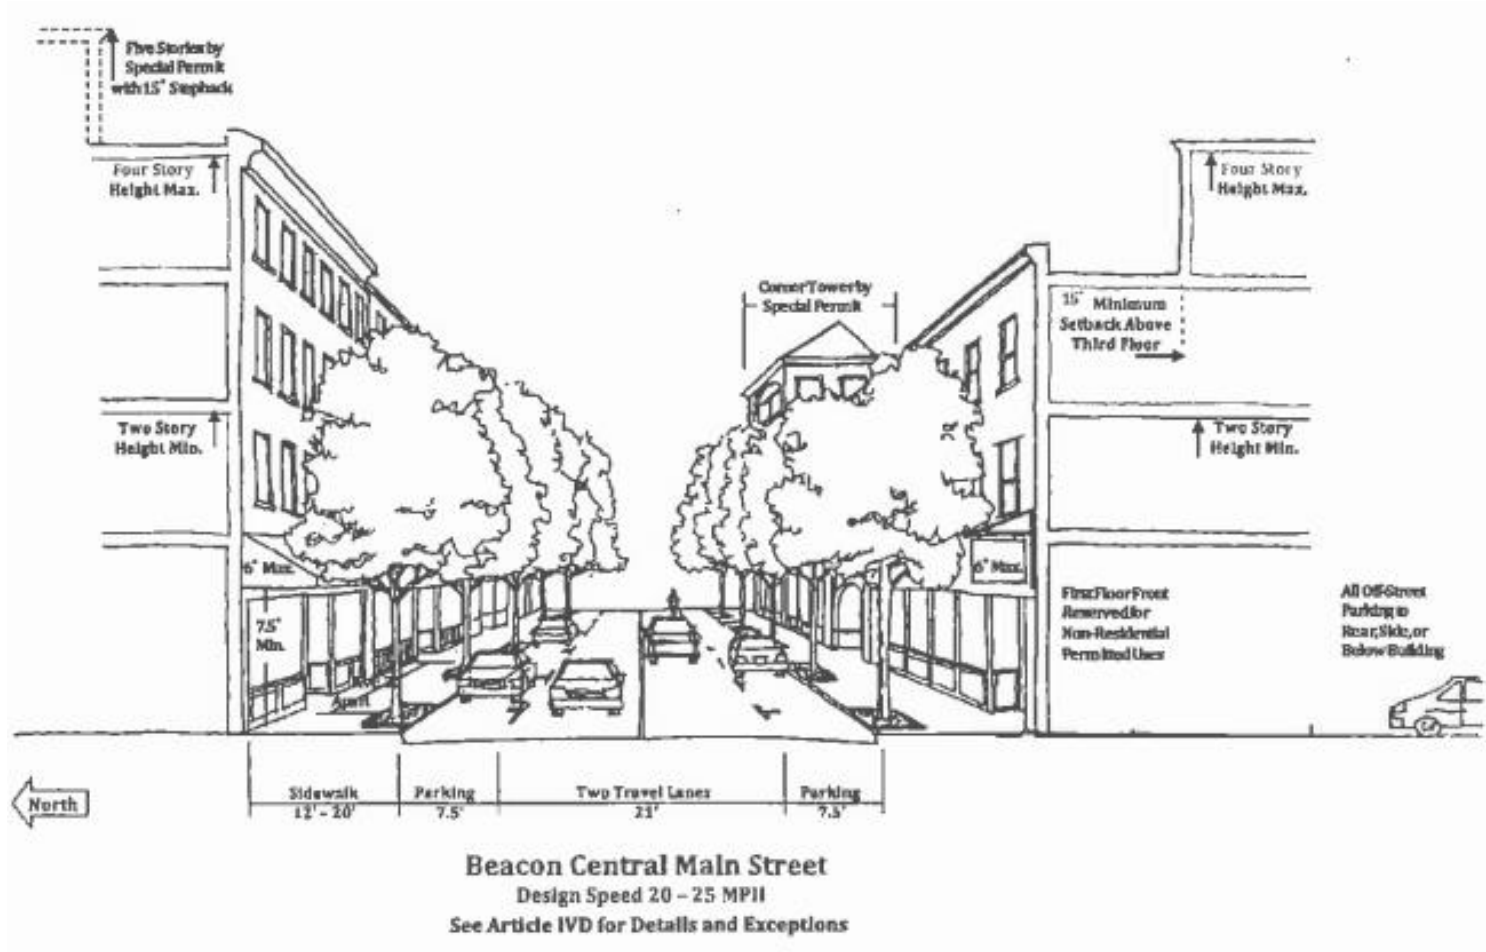 Five Stories by
Special Permit
with 15' Stepback
Four Story
Height Max.
Two Story
Height Min.
6' Max.
7.5'
Min.
Apart
Corner Tower by
Special Permit
Four Story
Height Max.
15' Minimum
Setback Above
Third Floor
Two Story
Height Min.
6' Max.
First Floor Front
Reserved for
Non-Residential
Permitted Uses
All Off-Street
Parking to
Rear, Side, or
Below Building
North
Sidewalk
12' - 20'
Parking
7.5'
Two Travel Lanes
21'
Parking
7.5'
Beacon Central Main Street
Design Speed 20 – 25 MPH
See Article IVD for Details and Exceptions